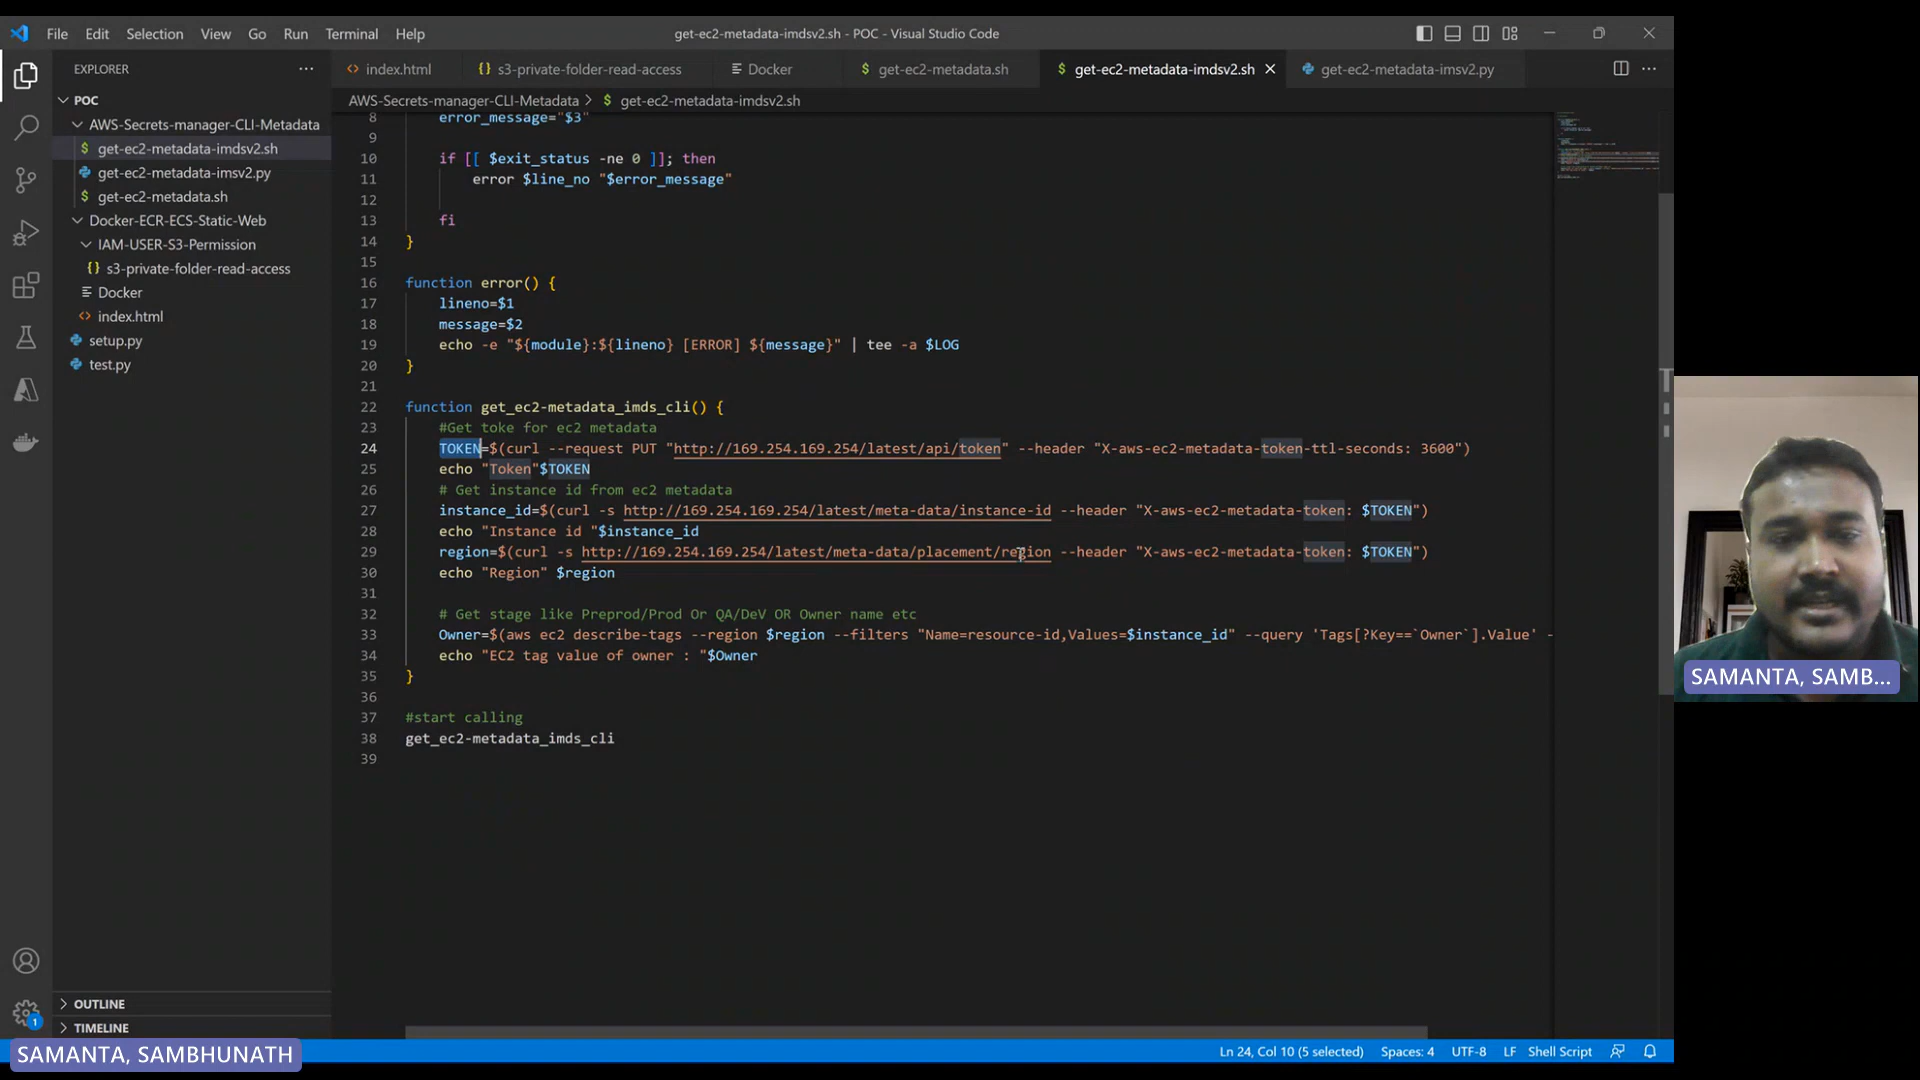 File Edit Selection View Go Run Terminal Help
get-ec2-metadata-imdsv2.sh - POC - Visual Studio Code
EXPLORER
index.html
s3-private-folder-read-access
Docker
get-ec2-metadata.sh
get-ec2-metadata-imdsv2.sh
get-ec2-metadata-imsv2.py
POC
AWS-Secrets-manager-CLI-Metadata
get-ec2-metadata-imdsv2.sh
get-ec2-metadata-imsv2.py
get-ec2-metadata.sh
Docker-ECR-ECS-Static-Web
IAM-USER-S3-Permission
s3-private-folder-read-access
Docker
index.html
setup.py
test.py
OUTLINE
TIMELINE
1
AWS-Secrets-manager-CLI-Metadata > $ get-ec2-metadata-imdsv2.sh
8 error_message="$3"
9
10 if [[ $exit_status -ne 0 ]]; then
11 error $line_no "$error_message"
12
13 fi
14 }
15
16 function error() {
17 lineno=$1
18 message=$2
19 echo -e "${module}:${lineno} [ERROR] ${message}" | tee -a $LOG
20 }
21
22 function get_ec2-metadata_imds_cli() {
23 #Get toke for ec2 metadata
24 TOKEN=$(curl --request PUT "http://169.254.169.254/latest/api/token" --header "X-aws-ec2-metadata-token-ttl-seconds: 3600")
25 echo "Token"$TOKEN
26 # Get instance id from ec2 metadata
27 instance_id=$(curl -s http://169.254.169.254/latest/meta-data/instance-id --header "X-aws-ec2-metadata-token: $TOKEN")
28 echo "Instance id "$instance_id
29 region=$(curl -s http://169.254.169.254/latest/meta-data/placement/region --header "X-aws-ec2-metadata-token: $TOKEN")
30 echo "Region" $region
31
32 # Get stage like Preprod/Prod Or QA/DeV OR Owner name etc
33 Owner=$(aws ec2 describe-tags --region $region --filters "Name=resource-id,Values=$instance_id" --query 'Tags[?Key==`Owner`].Value' -
34 echo "EC2 tag value of owner : "$Owner
35 }
36
37 #start calling
38 get_ec2-metadata_imds_cli
39
SAMANTA, SAMB...
SAMANTA, SAMBHUNATH
Ln 24, Col 10 (5 selected) Spaces: 4 UTF-8 LF Shell Script